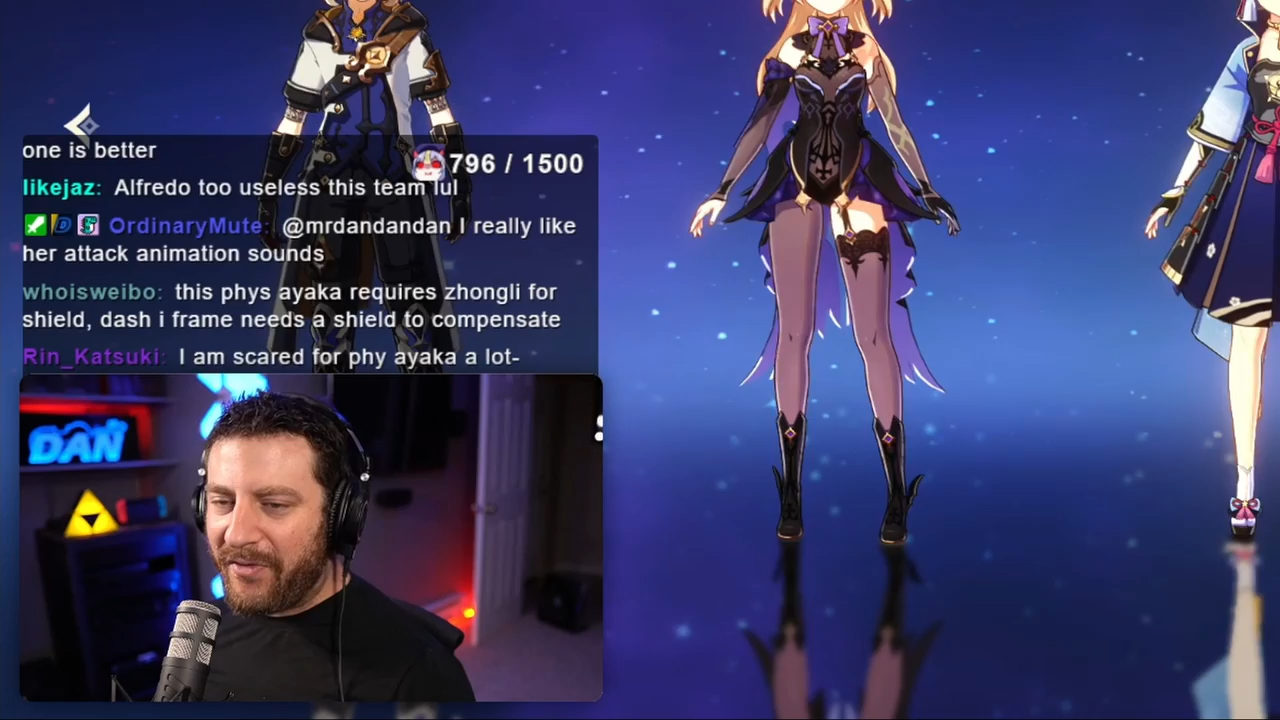 one is better
796 / 1500
likejaz: Alfredo too useless this team lul
OrdinaryMute: @mrdandandan I really like
her attack animation sounds
whoisweibo: this phys ayaka requires zhongli for
shield, dash i frame needs a shield to compensate
Rin_Katsuki: I am scared for phy ayaka a lot-
DAN